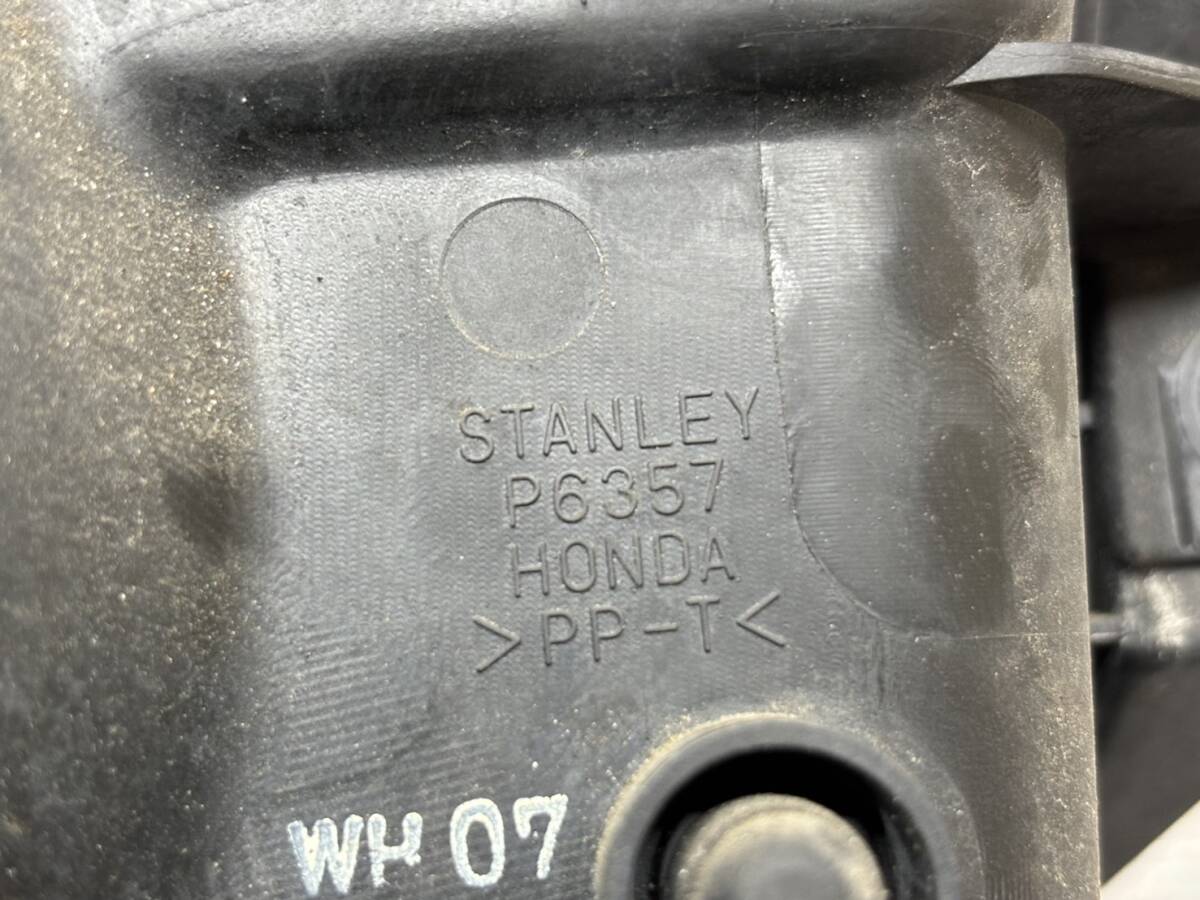 STANLEY
P6357
HONDA
>PP-T<
WH 07